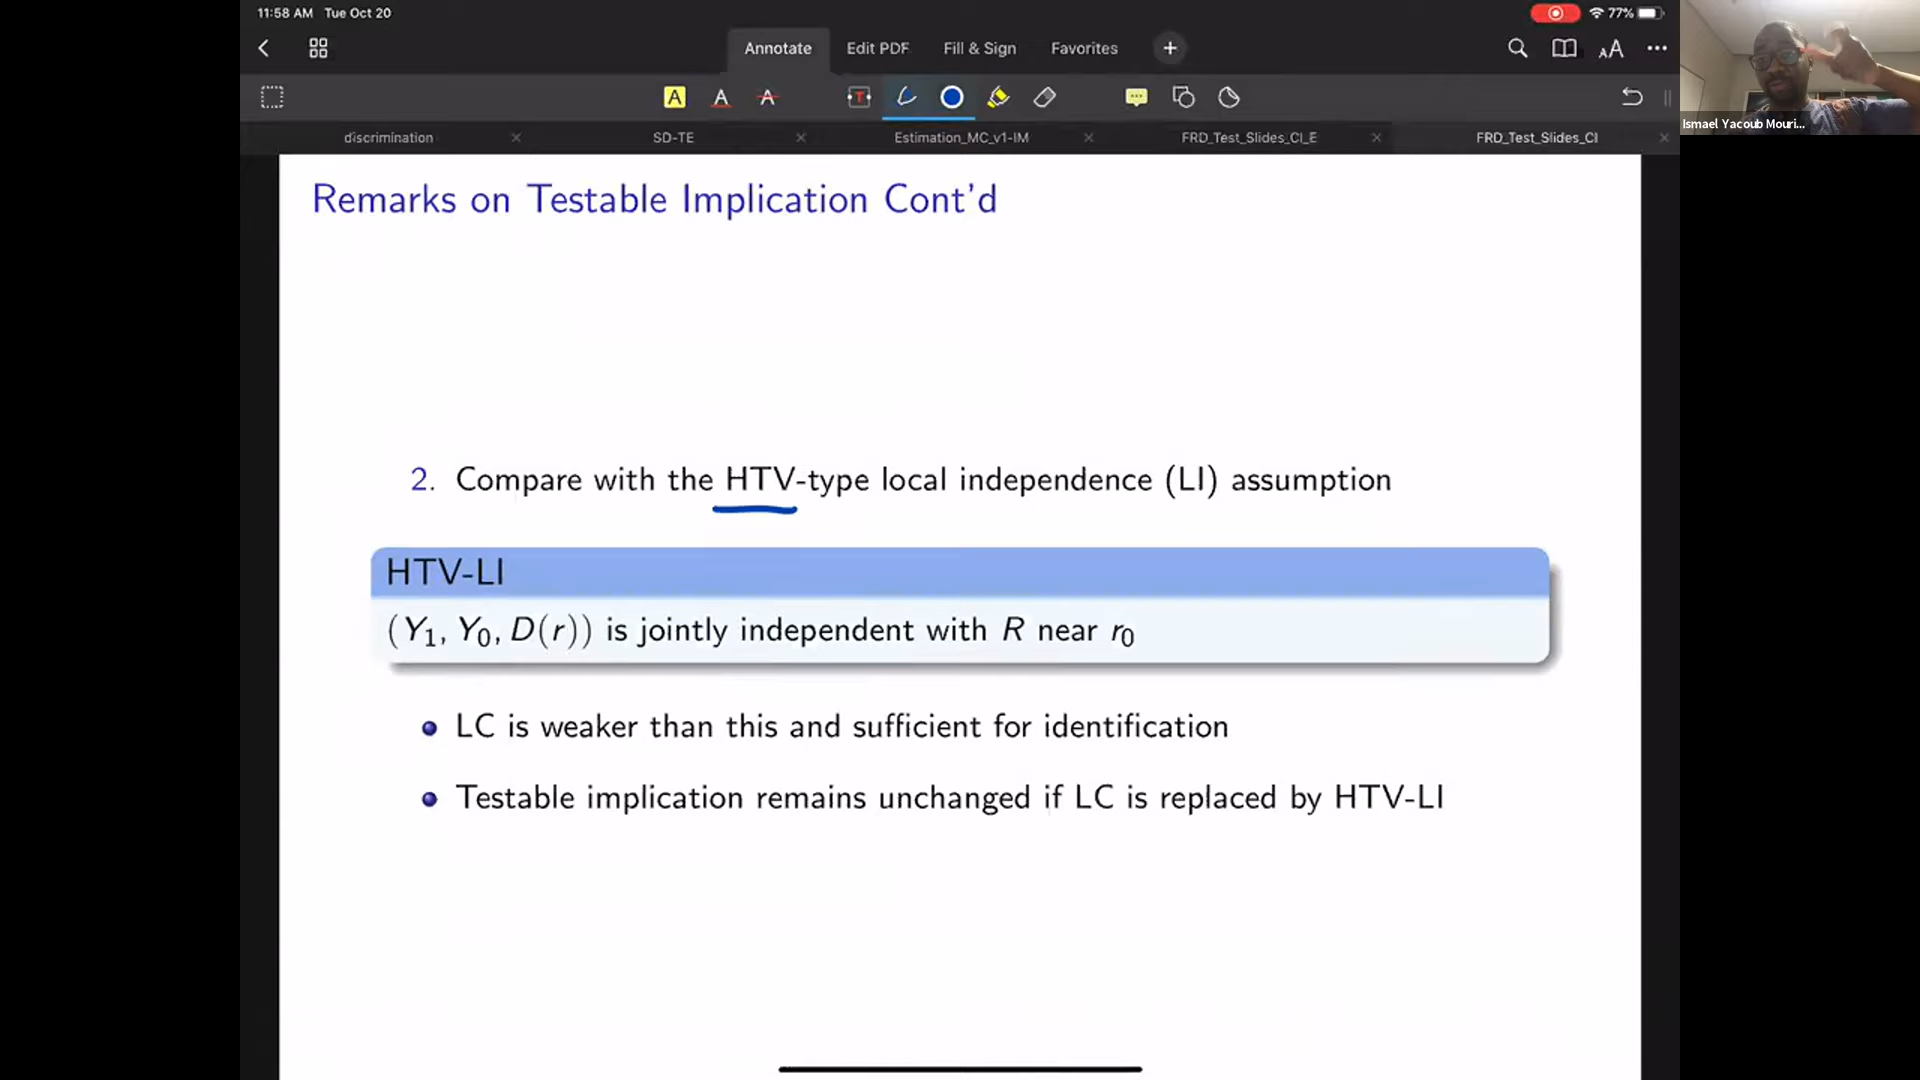 11:58 AM Tue Oct 20
77%
Annotate Edit PDF Fill & Sign Favorites
discrimination SD-TE Estimation_MC_v1-IM FRD_Test_Slides_CI_E FRD_Test_Slides_CI
Ismael Yacoub Mouri...
Remarks on Testable Implication Cont'd
2. Compare with the HTV-type local independence (LI) assumption
HTV-LI
(Y₁, Y₀, D(r)) is jointly independent with R near r₀
LC is weaker than this and sufficient for identification
Testable implication remains unchanged if LC is replaced by HTV-LI